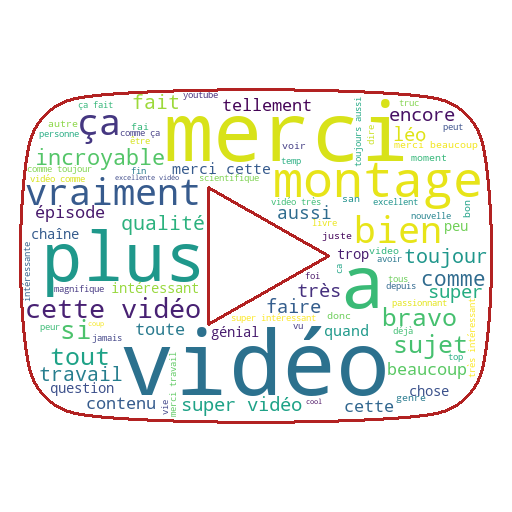 youtube
ça fait
fait
tellement
truc
merci
encore
autre
ça
comme ça
toujours aussi
dire
léo
peut
personne
fai
être
voir
merci beaucoup
incroyable
fin
merci cette
temp
moment
comme toujour
scientifique
vidéo comme
excellent vidéo
montage
vraiment
vidéo très
san
excellent
bon
épisode
qualité
aussi
nouvelle
livre
bien
peu
chaîne
juste
plus
trop
video
toujour
intéressante
avoir
ça
a
tous
comme
magnifique
intéressant
foi
très
depuis
super
cette vidéo
faire
passionnant
donc
bravo
très intéressant
peur
si
coup
toute
super intéressant
génial
vu
quand
déjà
jamais
vidéo
sujet
tout
top
travail
merci travail
beaucoup
question
chose
contenu
vie
super vidéo
cool
cette
genre